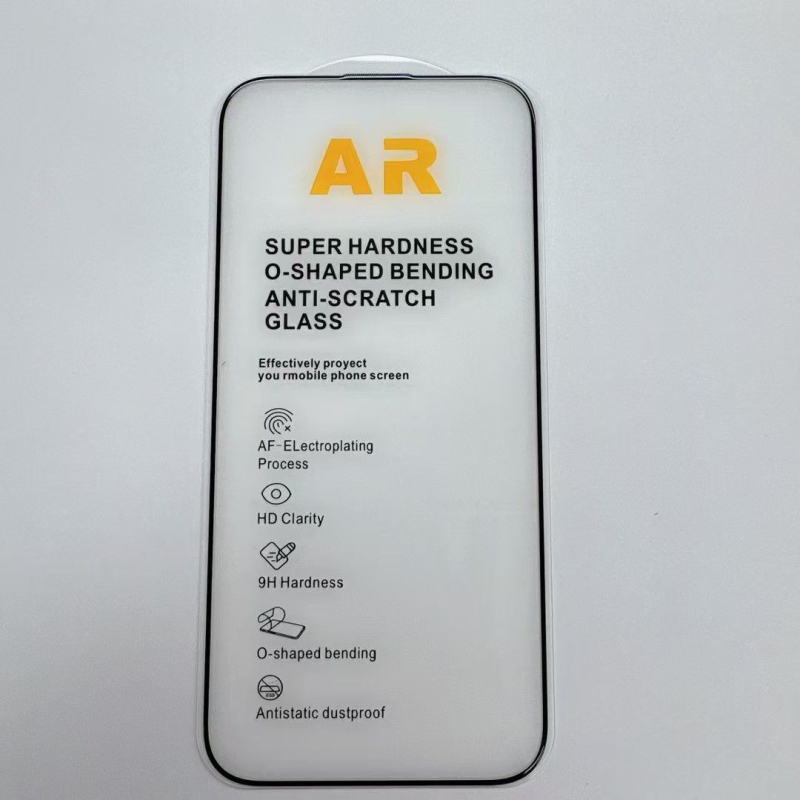 AR
SUPER HARDNESS
O-SHAPED BENDING
ANTI-SCRATCH
GLASS
Effectively proyect
you rmobile phone screen
AF-ELectroplating
Process
HD Clarity
9H Hardness
O-shaped bending
ESD
Antistatic dustproof